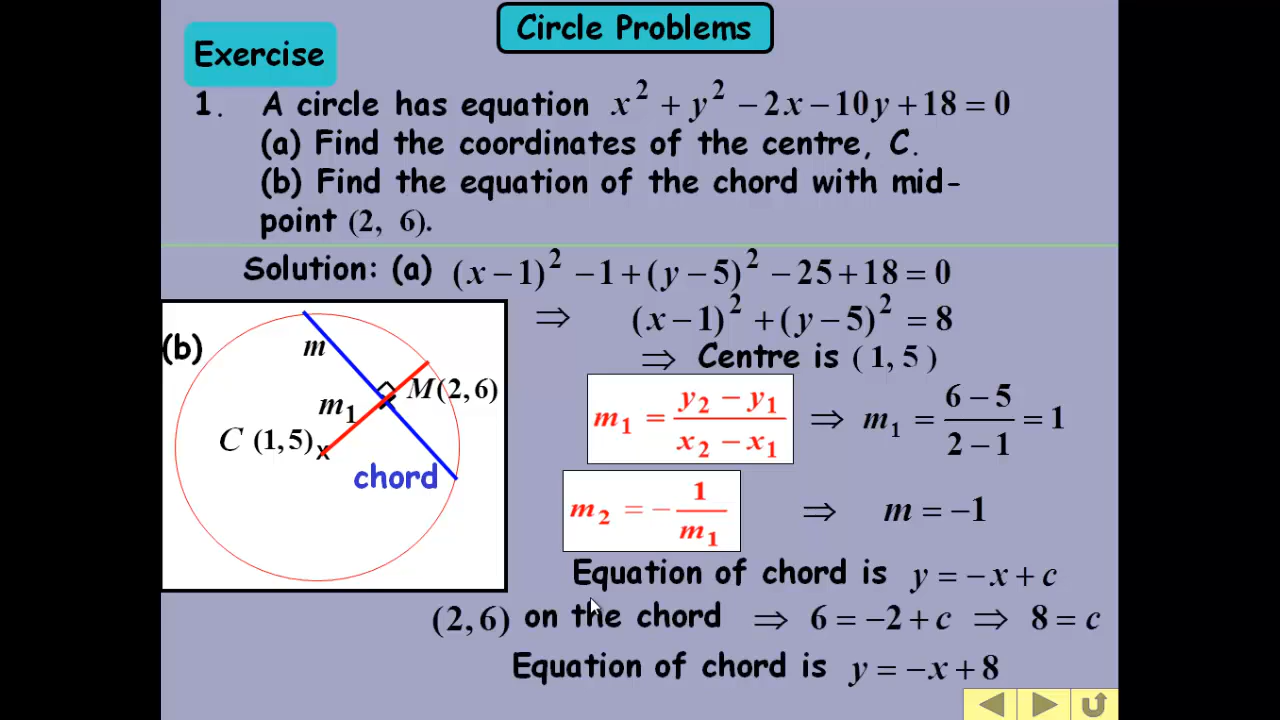 Circle Problems
Exercise
1. A circle has equation x² + y² − 2x − 10y + 18 = 0
(a) Find the coordinates of the centre, C.
(b) Find the equation of the chord with mid-
point (2, 6).
Solution: (a) (x − 1)² − 1 + (y − 5)² − 25 + 18 = 0
⇒ (x − 1)² + (y − 5)² = 8
⇒ Centre is (1, 5)
(b)
m
M(2, 6)
m₁
C (1, 5) x
chord
m₁ = (y₂ − y₁)/(x₂ − x₁) ⇒ m₁ = (6 − 5)/(2 − 1) = 1
m₂ = −1/m₁ ⇒ m = −1
Equation of chord is y = −x + c
(2, 6) on the chord ⇒ 6 = −2 + c ⇒ 8 = c
Equation of chord is y = −x + 8